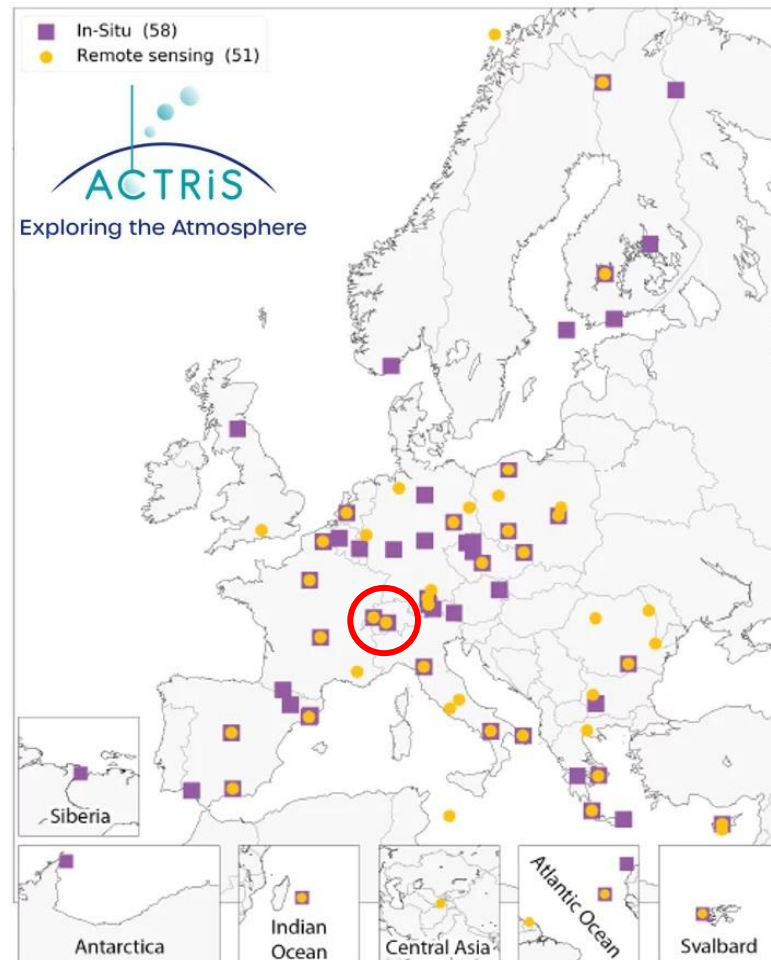 In-Situ (58)
Remote sensing (51)
ACTRiS
Exploring the Atmosphere
Siberia
Antarctica
Indian
Ocean
Central Asia
Atlantic Ocean
Svalbard